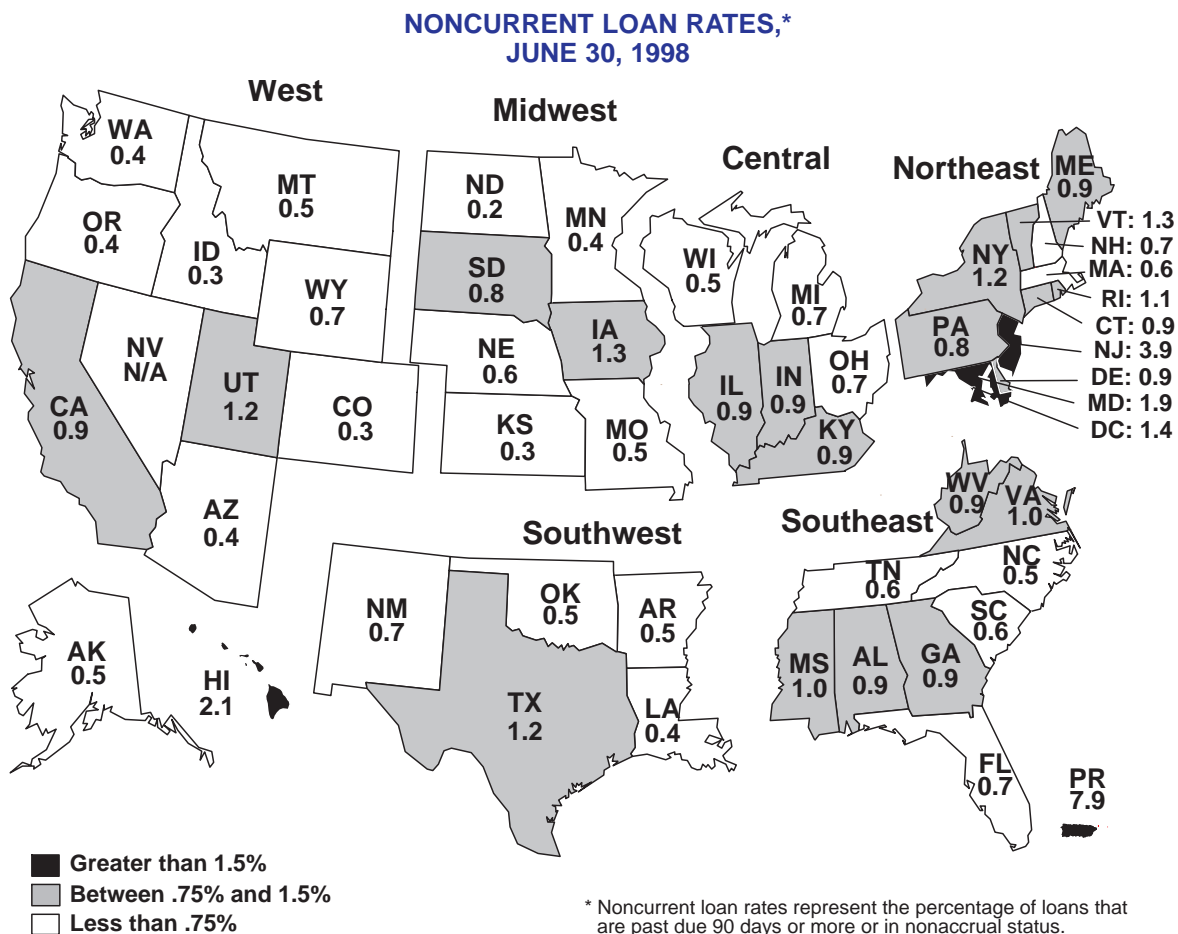 NONCURRENT LOAN RATES,*
JUNE 30, 1998
West
Midwest
Central
Northeast
WA
0.4
MT
0.5
OR
0.4
ID
0.3
WY
0.7
NV
N/A
UT
1.2
CO
0.3
CA
0.9
AZ
0.4
AK
0.5
HI
2.1
ND
0.2
MN
0.4
SD
0.8
IA
1.3
NE
0.6
KS
0.3
MO
0.5
WI
0.5
MI
0.7
IL
0.9
IN
0.9
OH
0.7
KY
0.9
ME
0.9
NY
1.2
PA
0.8
VT: 1.3
NH: 0.7
MA: 0.6
RI: 1.1
CT: 0.9
NJ: 3.9
DE: 0.9
MD: 1.9
DC: 1.4
Southwest
NM
0.7
OK
0.5
AR
0.5
TX
1.2
LA
0.4
Southeast
WV
0.9
VA
1.0
TN
0.6
NC
0.5
SC
0.6
MS
1.0
AL
0.9
GA
0.9
FL
0.7
PR
7.9
Greater than 1.5%
Between .75% and 1.5%
Less than .75%
* Noncurrent loan rates represent the percentage of loans that
are past due 90 days or more or in nonaccrual status.